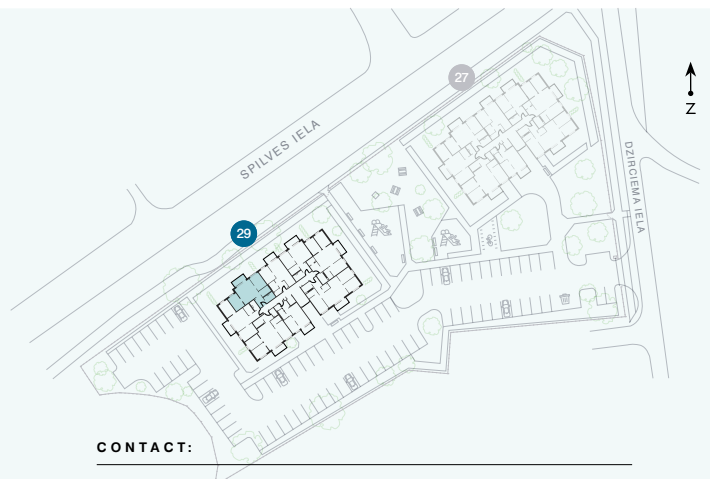 27
Z
SPILVES IELA
DZIRCIEMA IELA
29
CONTACT: